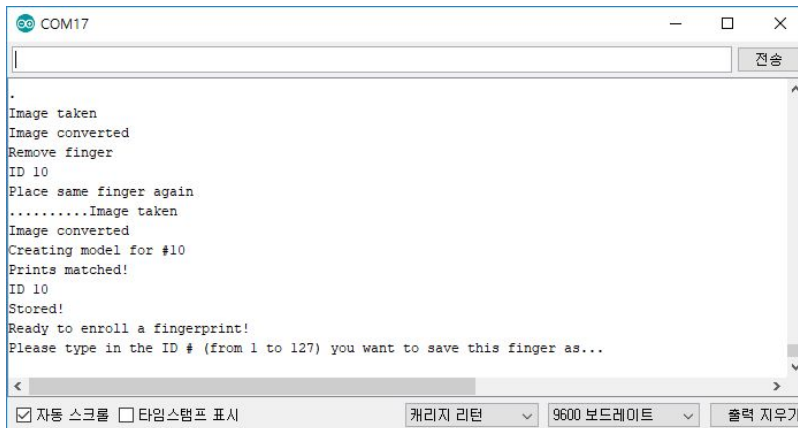 COM17
전송
.
Image taken
Image converted
Remove finger
ID 10
Place same finger again
..........Image taken
Image converted
Creating model for #10
Prints matched!
ID 10
Stored!
Ready to enroll a fingerprint!
Please type in the ID # (from 1 to 127) you want to save this finger as...
자동 스크롤 타임스탬프 표시 캐리지 리턴 9600 보드레이트 출력 지우기